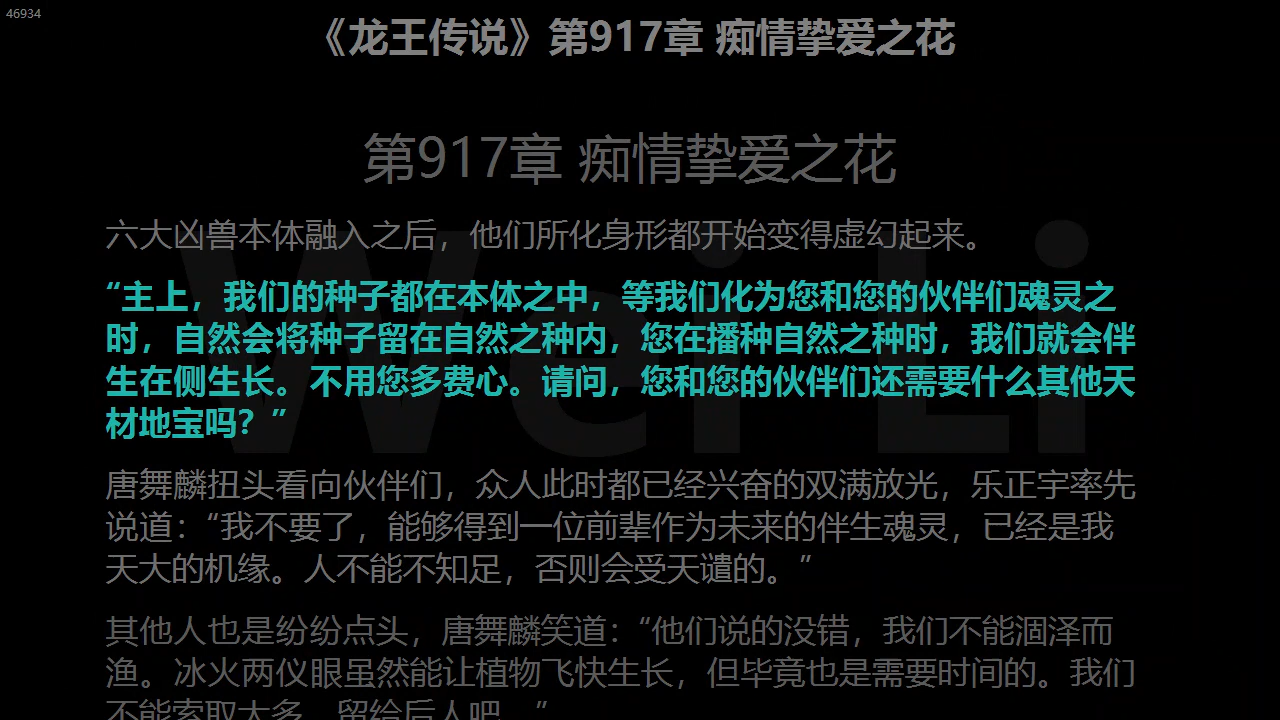 46934
《龙王传说》第917章 痴情挚爱之花
第917章 痴情挚爱之花
六大凶兽本体融入之后，他们所化身形都开始变得虚幻起来。
“主上，我们的种子都在本体之中，等我们化为您和您的伙伴们魂灵之
时，自然会将种子留在自然之种内，您在播种自然之种时，我们就会伴
生在侧生长。不用您多费心。请问，您和您的伙伴们还需要什么其他天
材地宝吗？”
唐舞麟扭头看向伙伴们，众人此时都已经兴奋的双满放光，乐正宇率先
说道：“我不要了，能够得到一位前辈作为未来的伴生魂灵，已经是我
天大的机缘。人不能不知足，否则会受天谴的。”
其他人也是纷纷点头，唐舞麟笑道：“他们说的没错，我们不能涸泽而
渔。冰火两仪眼虽然能让植物飞快生长，但毕竟也是需要时间的。我们
不能索取太多，留给后人吧。”
Wei Li